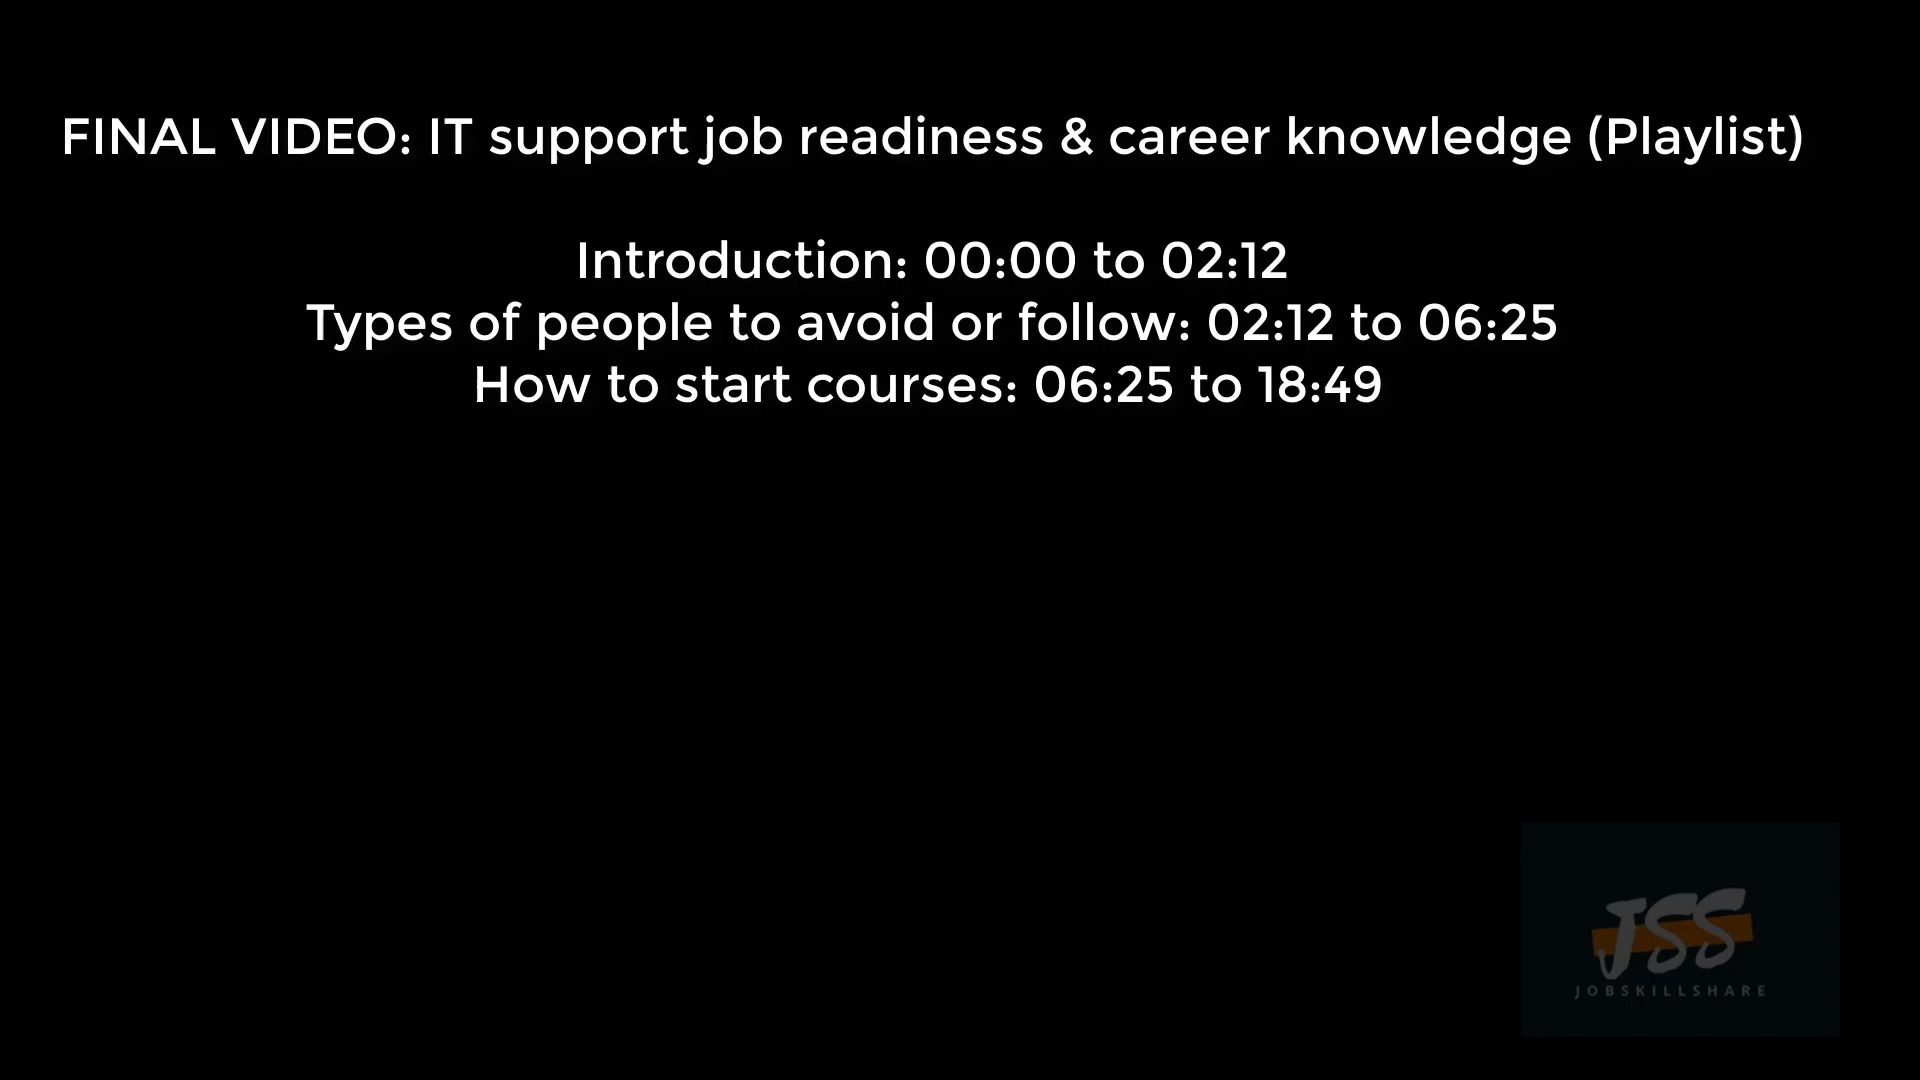 FINAL VIDEO: IT support job readiness & career knowledge (Playlist)
Introduction: 00:00 to 02:12
Types of people to avoid or follow: 02:12 to 06:25
How to start courses: 06:25 to 18:49
JSS
JOBSKILLSHARE